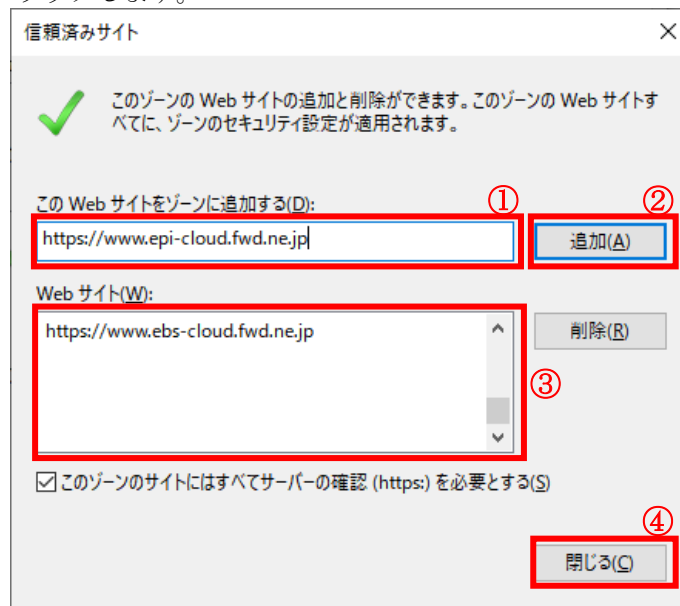 クリックします。
信頼済みサイト
このゾーンの Web サイトの追加と削除ができます。このゾーンの Web サイトす
べてに、ゾーンのセキュリティ設定が適用されます。
この Web サイトをゾーンに追加する(D):
①
②
https://www.epi-cloud.fwd.ne.jp
追加(A)
Web サイト(W):
https://www.ebs-cloud.fwd.ne.jp
削除(R)
③
このゾーンのサイトにはすべてサーバーの確認 (https:) を必要とする(S)
④
閉じる(C)